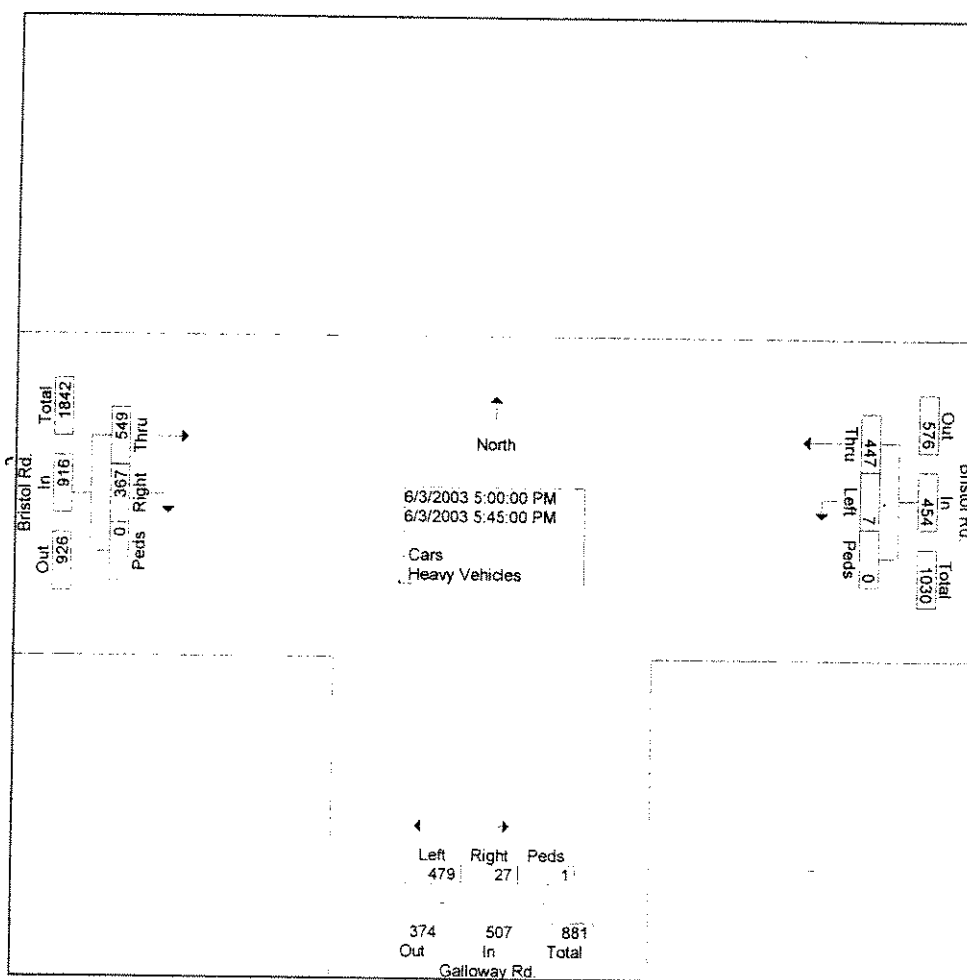 Total
1842
In
916
Out
926
Bristol Rd.
549
Thru
367
Right
0
Peds
North
6/3/2003 5:00:00 PM
6/3/2003 5:45:00 PM
Cars
Heavy Vehicles
Out
576
In
454
Total
1030
Bristol Rd.
447
Thru
7
Left
0
Peds
Left Right Peds
479 27 1
374 507 881
Out In Total
Galloway Rd.